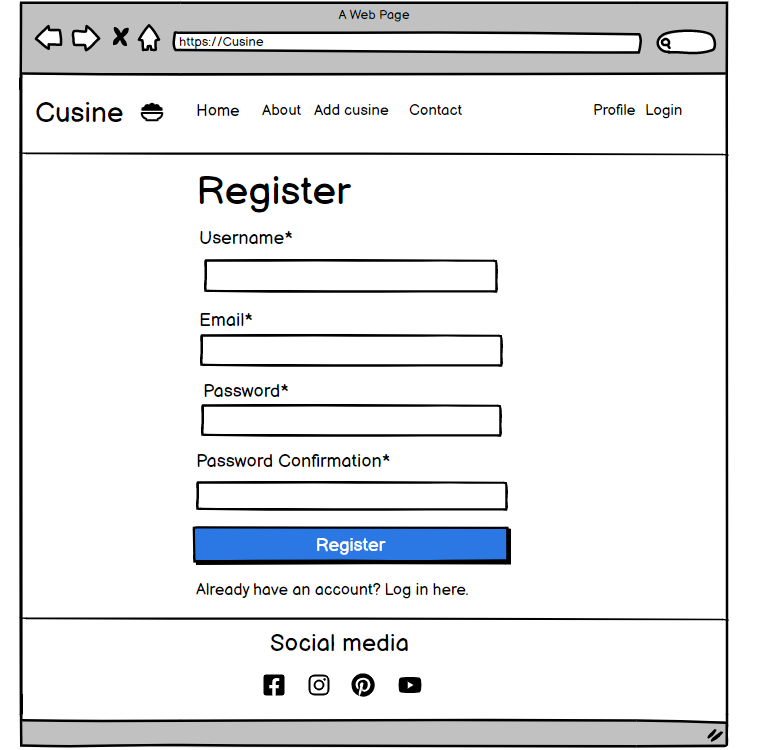 A Web Page
https://Cusine
Cusine Home About Add cusine Contact Profile Login
Register
Username*
Email*
Password*
Password Confirmation*
Register
Already have an account? Log in here.
Social media